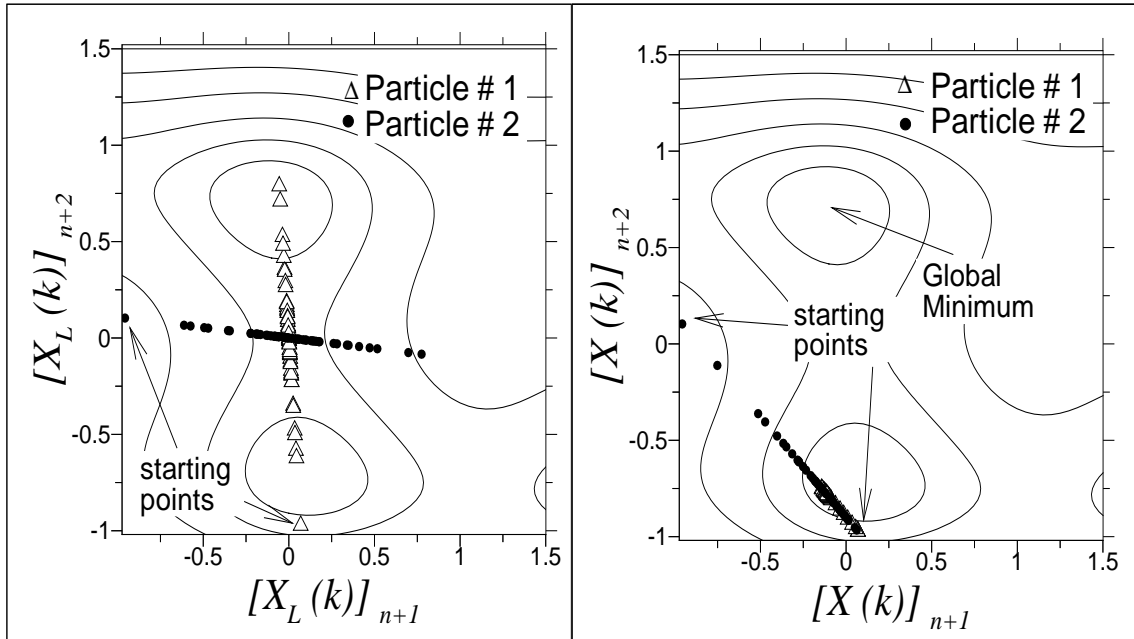 1.5
1
0.5
0
-0.5
-1
-0.5
0
0.5
1
1.5
Particle # 1
Particle # 2
starting
points
[X_L (k)]_{n+2}
[X_L (k)]_{n+1}
1.5
1
0.5
0
-0.5
-1
-0.5
0
0.5
1
1.5
Particle # 1
Particle # 2
Global
Minimum
starting
points
[X (k)]_{n+2}
[X (k)]_{n+1}